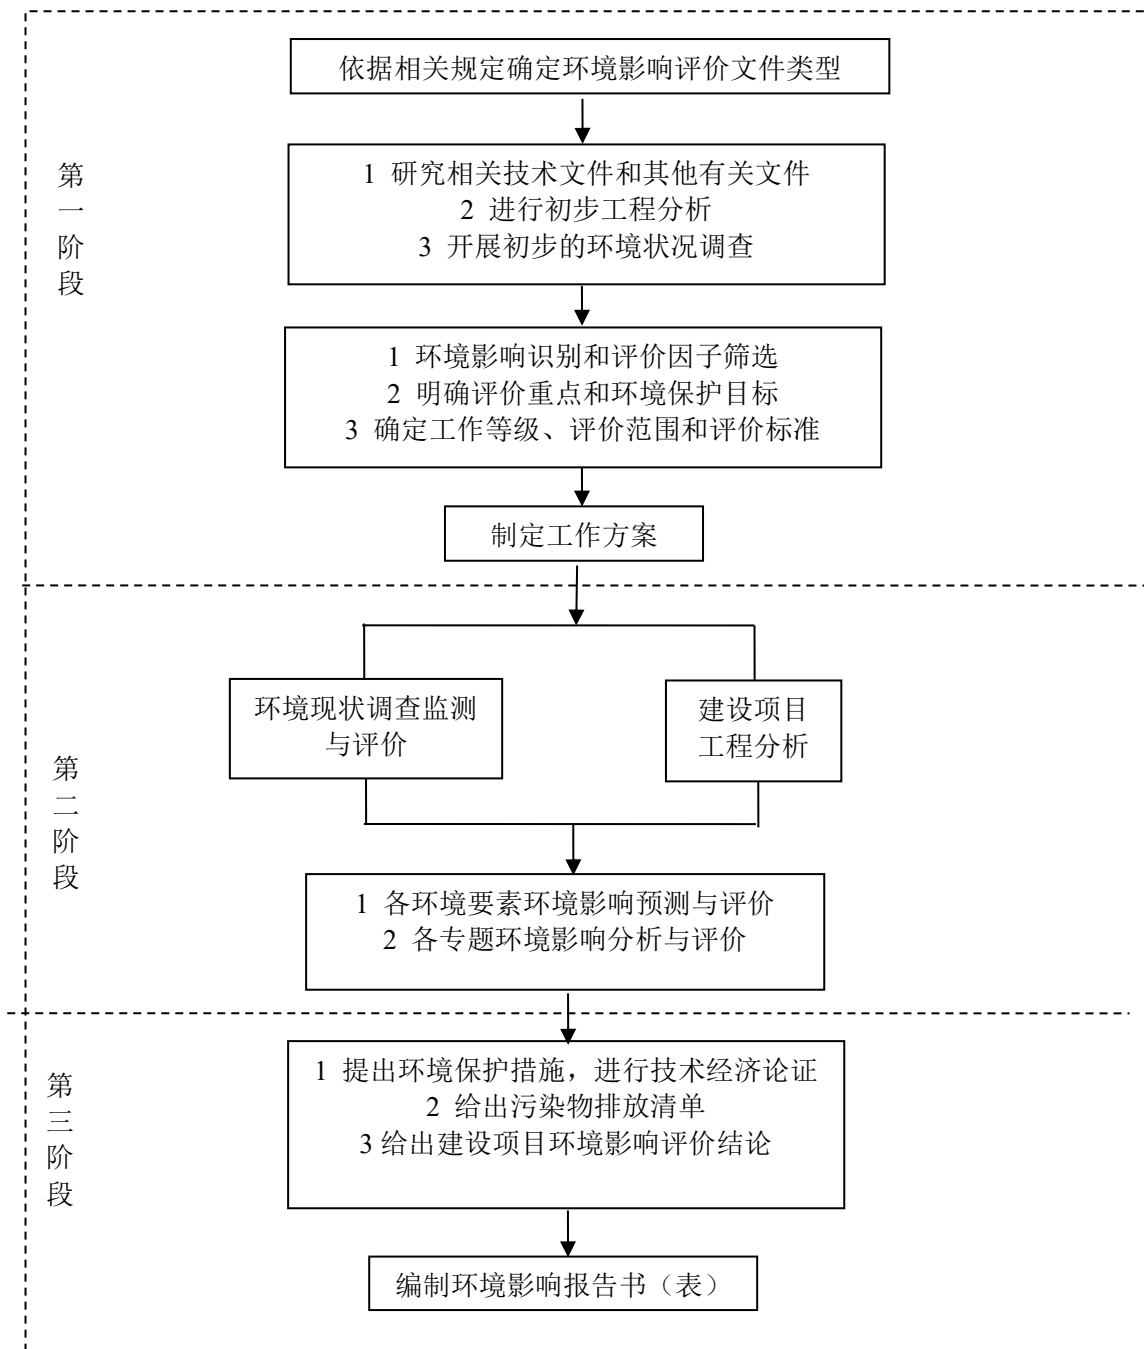 依据相关规定确定环境影响评价文件类型
第
一
阶
段
1 研究相关技术文件和其他有关文件
2 进行初步工程分析
3 开展初步的环境状况调查
1 环境影响识别和评价因子筛选
2 明确评价重点和环境保护目标
3 确定工作等级、评价范围和评价标准
制定工作方案
第
二
阶
段
环境现状调查监测
与评价
建设项目
工程分析
1 各环境要素环境影响预测与评价
2 各专题环境影响分析与评价
第
三
阶
段
1 提出环境保护措施，进行技术经济论证
2 给出污染物排放清单
3给出建设项目环境影响评价结论
编制环境影响报告书（表）